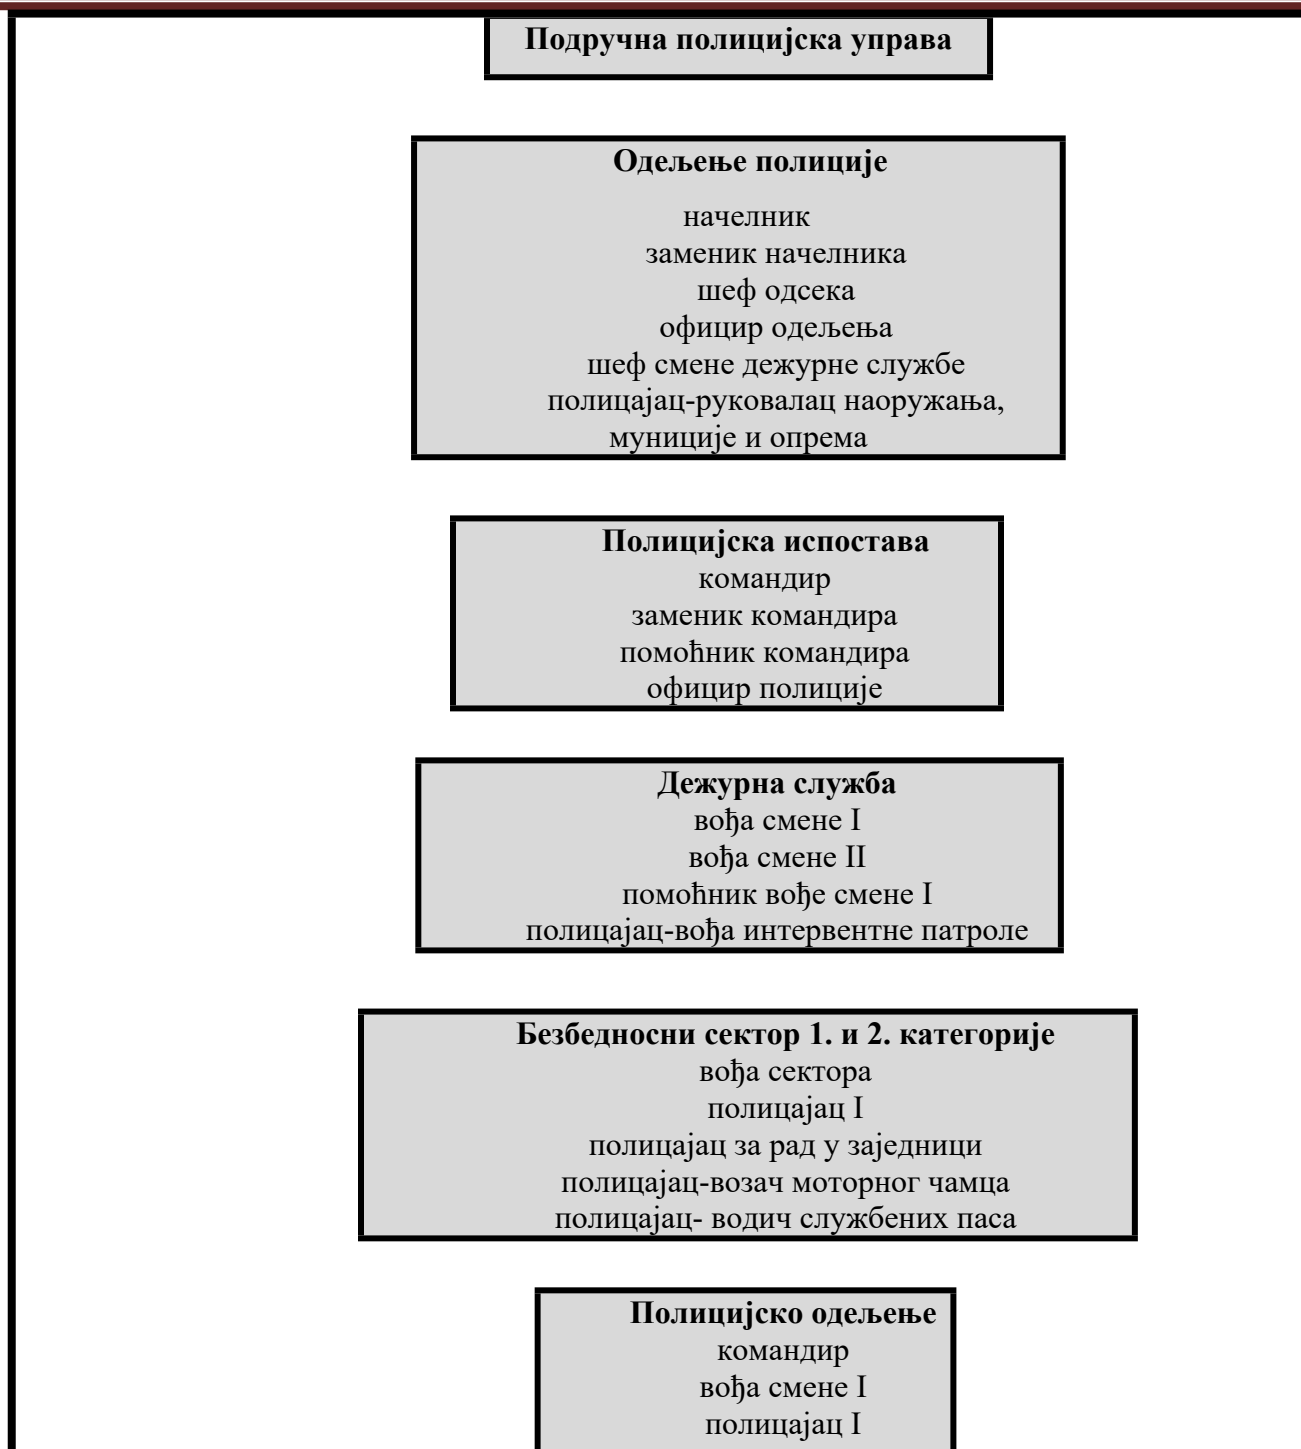 Подручна полицијска управа
Одељење полиције
начелник
заменик начелника
шеф одсека
официр одељења
шеф смене дежурне службе
полицајац-руковалац наоружања,
муниције и опрема
Полицијска испостава
командир
заменик командира
помоћник командира
официр полиције
Дежурна служба
вођа смене I
вођа смене II
помоћник вође смене I
полицајац-вођа интервентне патроле
Безбедносни сектор 1. и 2. категорије
вођа сектора
полицајац I
полицајац за рад у заједници
полицајац-возач моторног чамца
полицајац- водич службених паса
Полицијско одељење
командир
вођа смене I
полицајац I